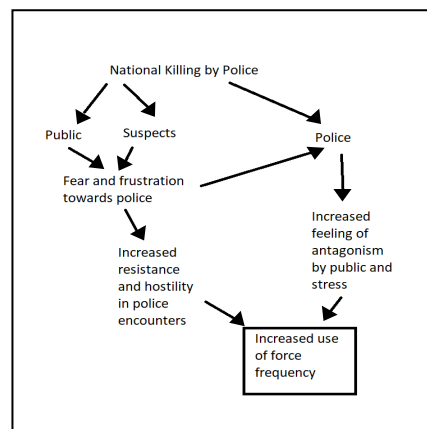 National Killing by Police
Public
Suspects
Police
Fear and frustration
towards police
Increased
resistance
and hostility
in police
encounters
Increased
feeling of
antagonism
by public and
stress
Increased use
of force
frequency